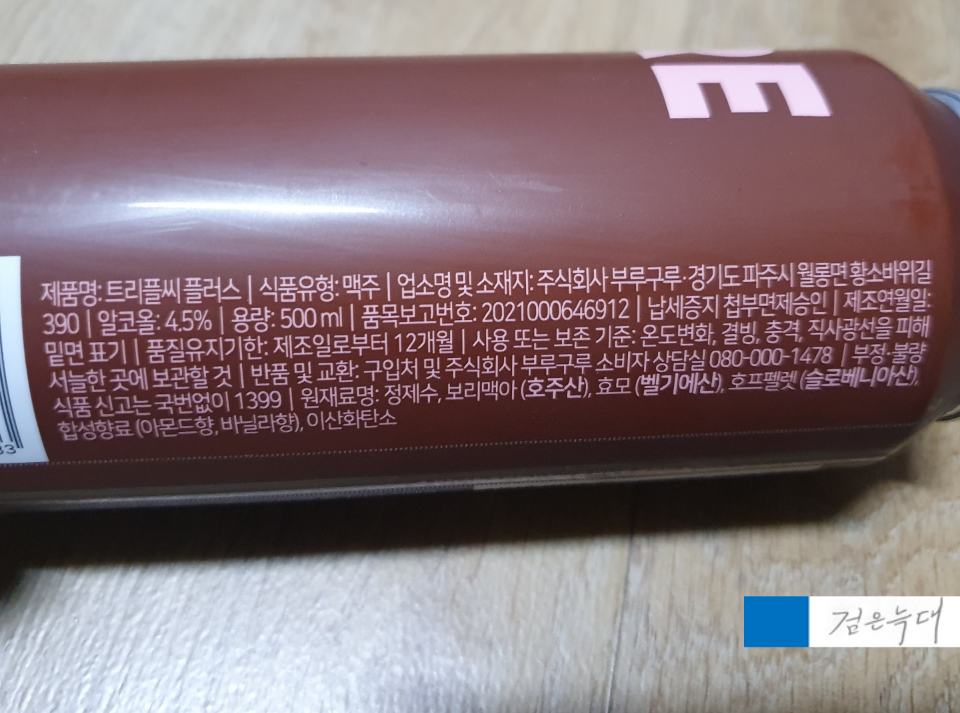 RE
제품명: 트리플씨 플러스 | 식품유형: 맥주 | 업소명 및 소재지: 주식회사 부루구루·경기도 파주시 월롱면 황소바위길
390 | 알코올: 4.5% | 용량: 500 ml | 품목보고번호: 2021000646912 | 납세증지 첩부면제승인 | 제조연월일:
밑면 표기 | 품질유지기한: 제조일로부터 12개월 | 사용 또는 보존 기준: 온도변화, 결빙, 충격, 직사광선을 피해
서늘한 곳에 보관할 것 | 반품 및 교환: 구입처 및 주식회사 부루구루 소비자 상담실 080-000-1478 | 부정·불량
식품 신고는 국번없이 1399 | 원재료명: 정제수, 보리맥아 (호주산), 효모 (벨기에산), 호프펠렛 (슬로베니아산),
합성향료 (아몬드향, 바닐라향), 이산화탄소
검은늑대